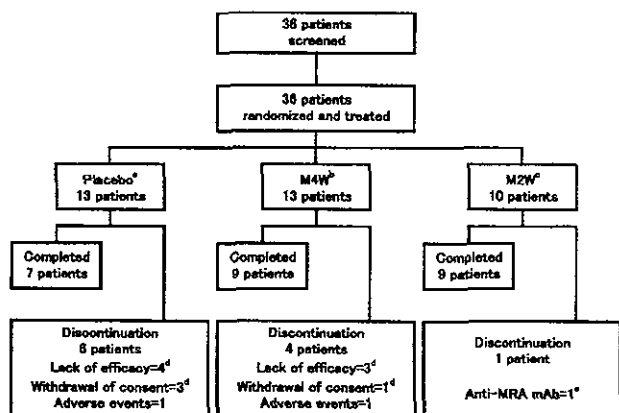 36 patients
screened
36 patients
randomized and treated
Placebo^a
13 patients
M4W^b
13 patients
M2W^c
10 patients
Completed
7 patients
Completed
9 patients
Completed
9 patients
Discontinuation
6 patients
Lack of efficacy=4^d
Withdrawal of consent=3^d
Adverse events=1
Discontinuation
4 patients
Lack of efficacy=3^d
Withdrawal of consent=1^d
Adverse events=1
Discontinuation
1 patient
Anti-MRA mAb=1^e